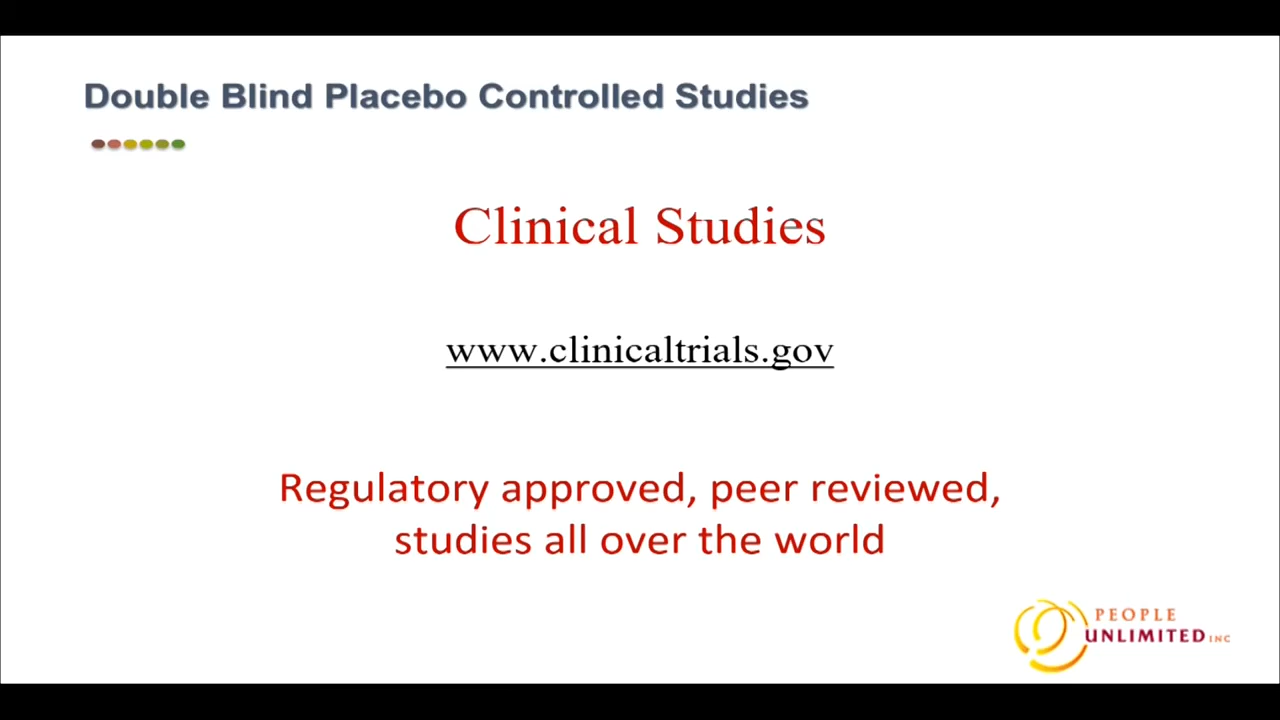 Double Blind Placebo Controlled Studies
Clinical Studies
www.clinicaltrials.gov
Regulatory approved, peer reviewed,
studies all over the world
PEOPLE
UNLIMITED INC